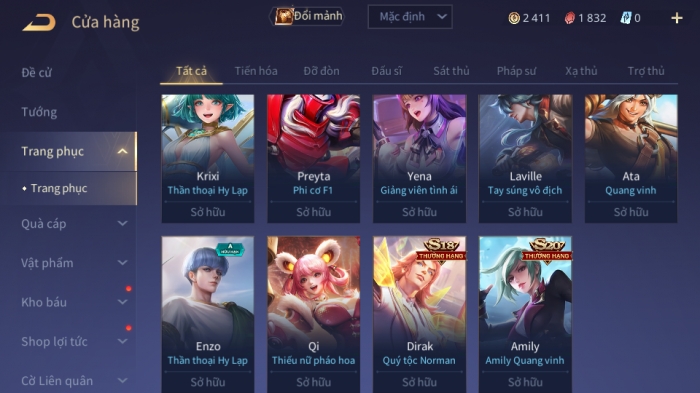 Cửa hàng
Đổi mảnh
Mặc định
2 411
1 832
0
Đề cử
Tướng
Trang phục
Trang phục
Quà cáp
Vật phẩm
Kho báu
Shop lợi tức
Cờ Liên quân
Tất cả Tiến hóa Đỡ đòn Đấu sĩ Sát thủ Pháp sư Xạ thủ Trợ thủ
Krixi
Thần thoại Hy Lạp
Sở hữu
Preyta
Phi cơ F1
Sở hữu
Yena
Giảng viên tình ái
Sở hữu
Laville
Tay súng vô địch
Sở hữu
Ata
Quang vinh
Sở hữu
Enzo
Thần thoại Hy Lạp
Sở hữu
Qi
Thiếu nữ pháo hoa
Sở hữu
S18
THƯỞNG HẠNG
Dirak
Quý tộc Norman
Sở hữu
S20
THƯỞNG HẠNG
Amily
Amily Quang vinh
Sở hữu